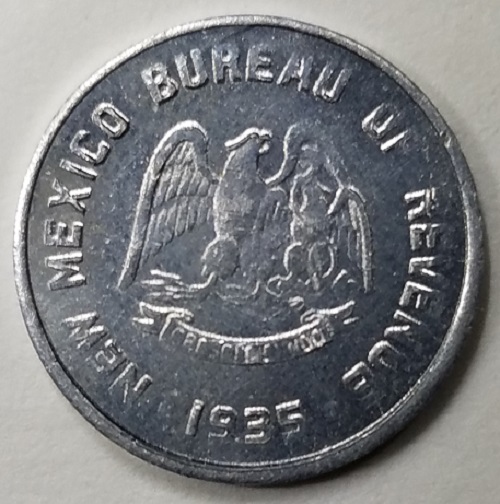 NEW MEXICO BUREAU OF REVENUE
1935